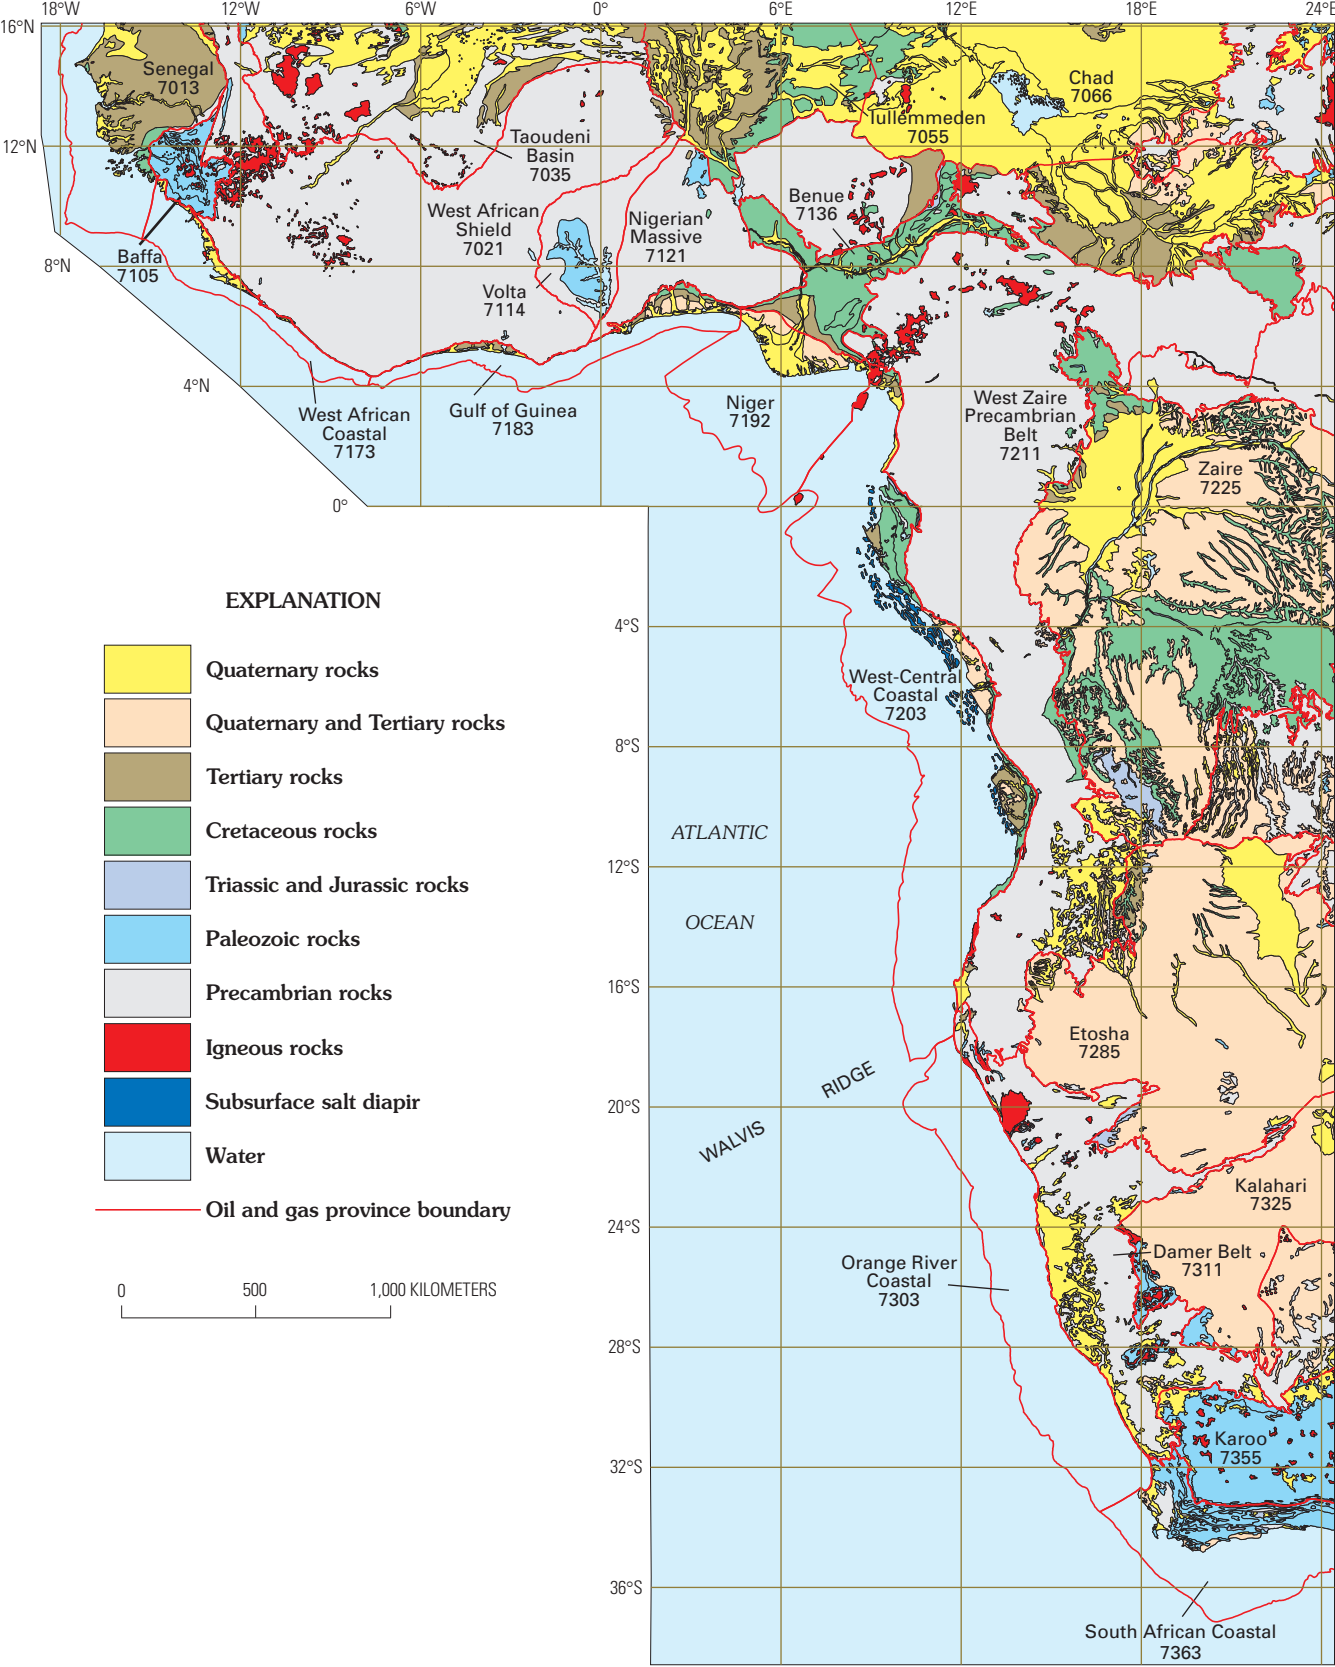 18°W 12°W 6°W 0° 6°E 12°E 18°E 24°E
16°N
Senegal
7013
Chad
7066
Iullemmeden
7055
12°N
Taoudeni
Basin
7035
Benue
7136
West African
Shield
7021
Nigerian
Massive
7121
Baffa
7105
8°N
Volta
7114
4°N
West African
Coastal
7173
Gulf of Guinea
7183
Niger
7192
West Zaire
Precambrian
Belt
7211
Zaire
7225
0°
EXPLANATION
Quaternary rocks
Quaternary and Tertiary rocks
Tertiary rocks
Cretaceous rocks
Triassic and Jurassic rocks
Paleozoic rocks
Precambrian rocks
Igneous rocks
Subsurface salt diapir
Water
Oil and gas province boundary
0 500 1,000 KILOMETERS
4°S
West-Central
Coastal
7203
8°S
ATLANTIC
12°S
OCEAN
16°S
Etosha
7285
RIDGE
20°S
WALVIS
Kalahari
7325
24°S
Damer Belt
7311
Orange River
Coastal
7303
28°S
Karoo
7355
32°S
36°S
South African Coastal
7363